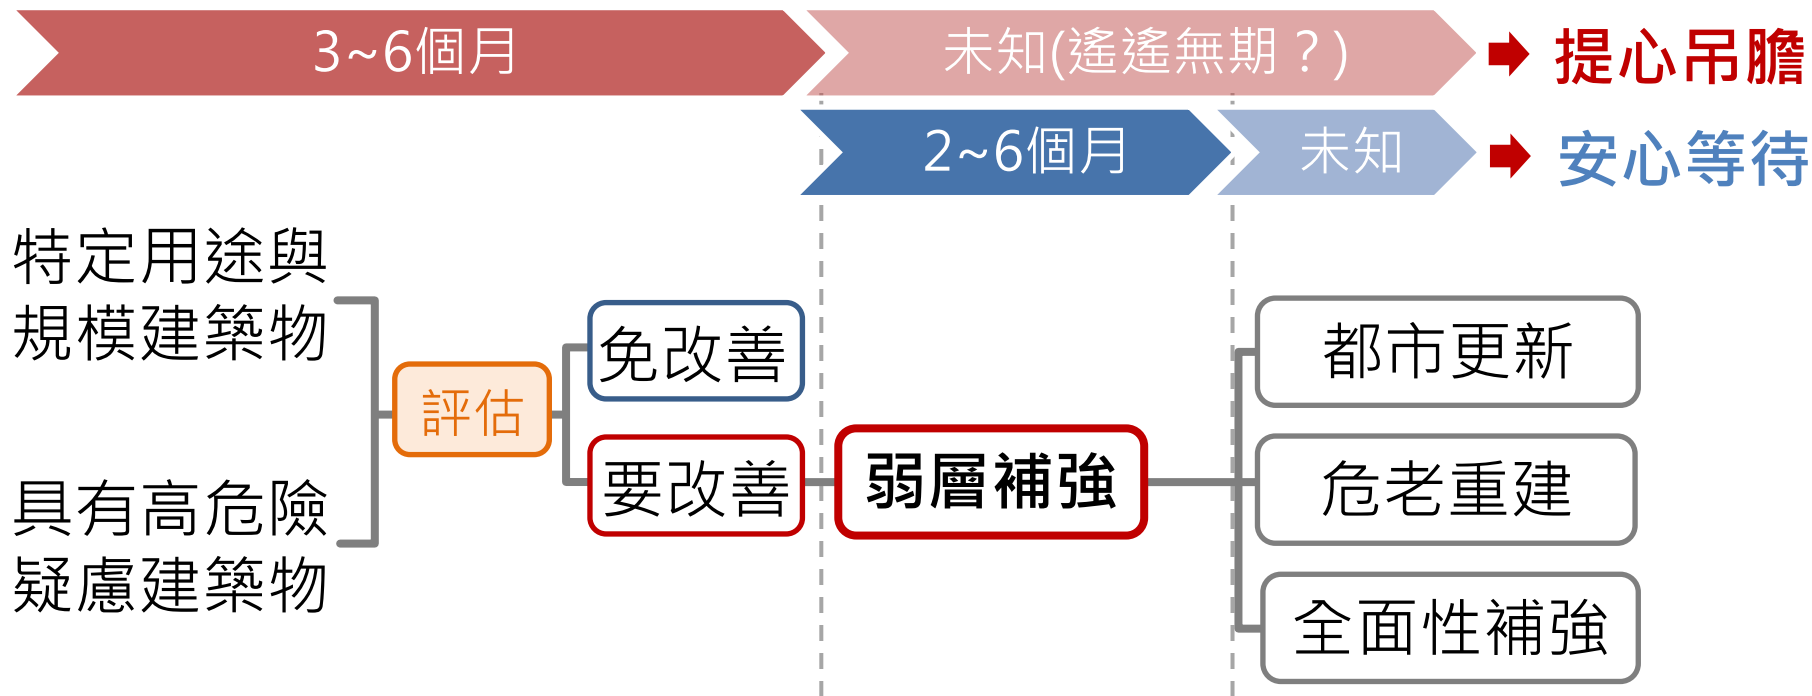 3~6個月
未知(遙遙無期？)
提心吊膽
2~6個月
未知
安心等待
特定用途與
規模建築物
具有高危險
疑慮建築物
評估
免改善
要改善
弱層補強
都市更新
危老重建
全面性補強